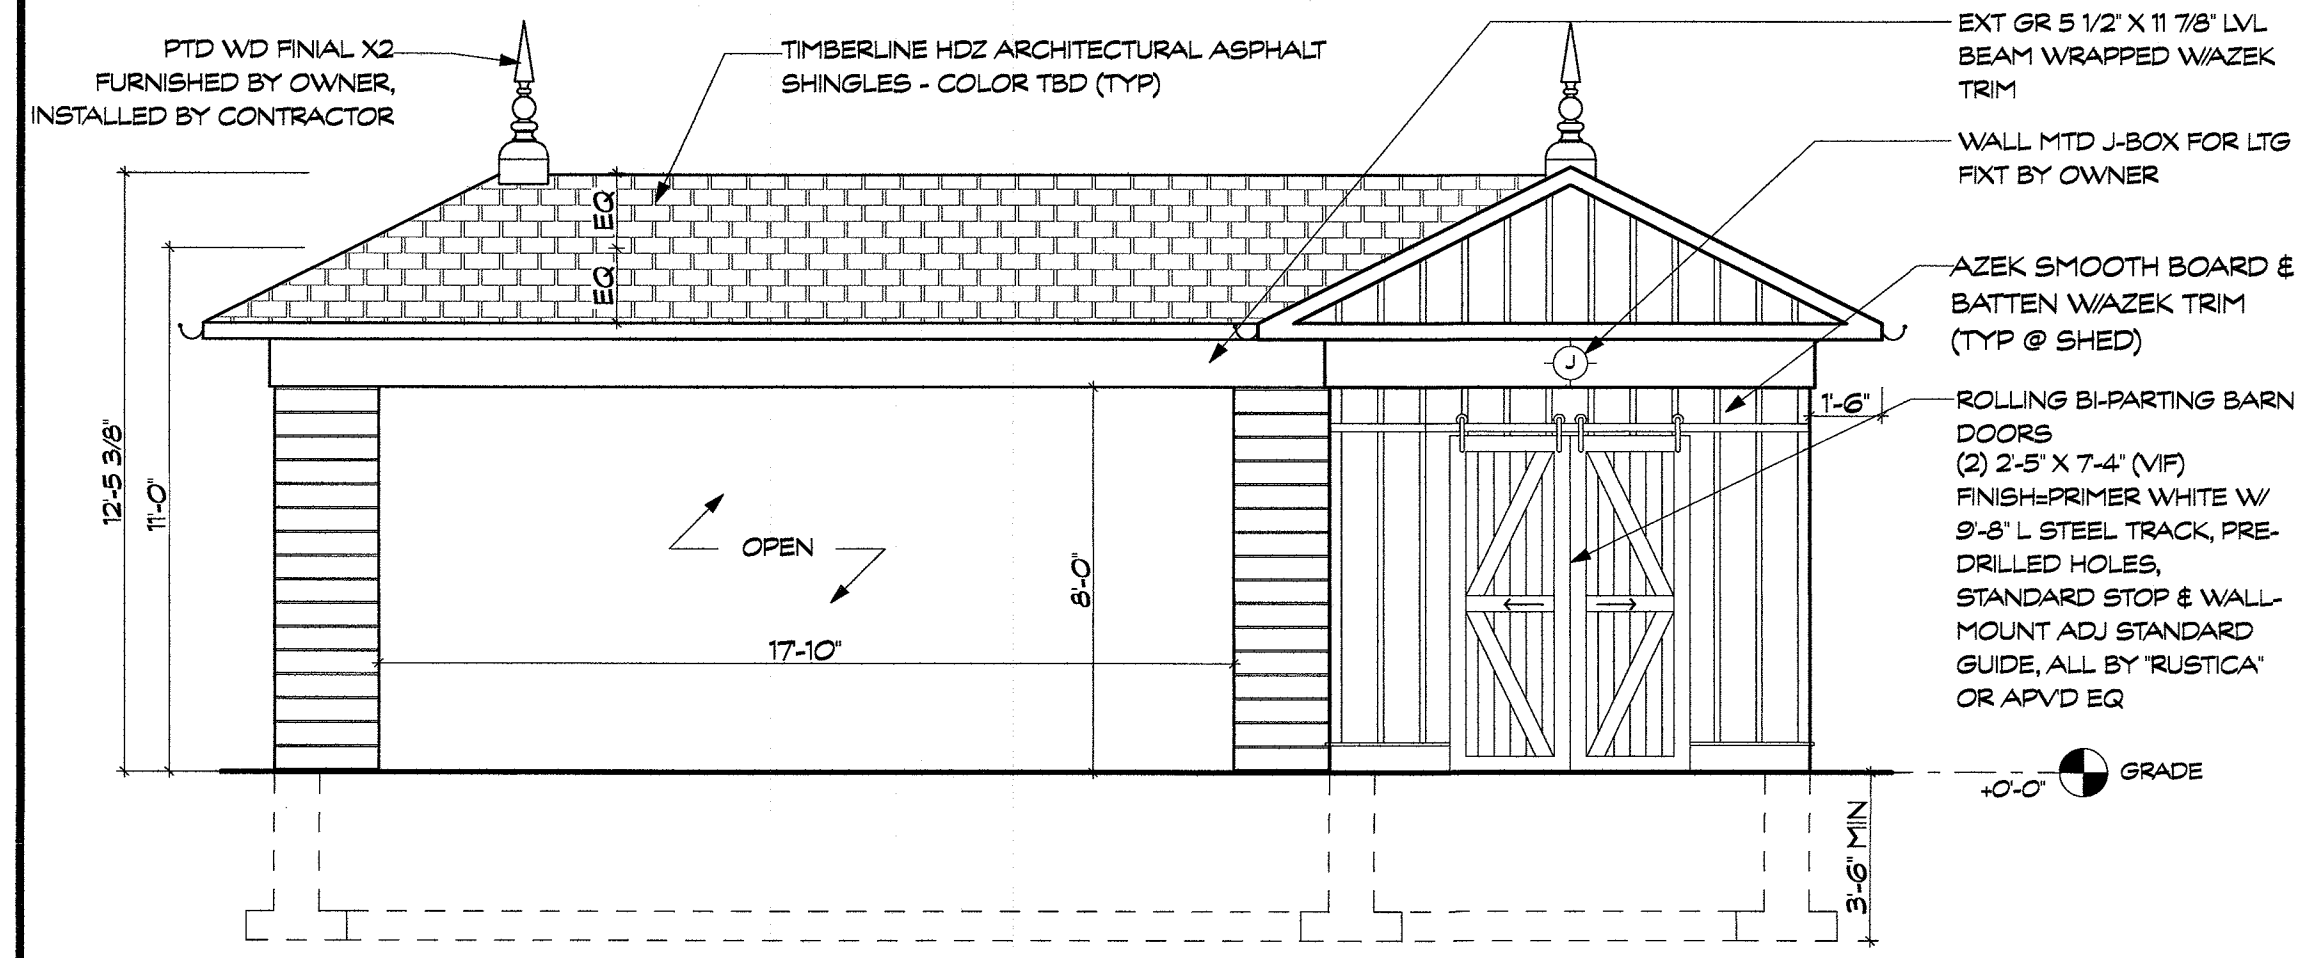 PTD WD FINIAL X2
FURNISHED BY OWNER,
INSTALLED BY CONTRACTOR
TIMBERLINE HDZ ARCHITECTURAL ASPHALT
SHINGLES - COLOR TBD (TYP)
EXT GR 5 1/2" X 11 7/8" LVL
BEAM WRAPPED W/AZEK
TRIM
WALL MTD J-BOX FOR LTG
FIXT BY OWNER
AZEK SMOOTH BOARD &
BATTEN W/AZEK TRIM
(TYP @ SHED)
ROLLING BI-PARTING BARN
DOORS
(2) 2'-5" X 7'-4" (VIF)
FINISH=PRIMER WHITE W/
9'-8" L STEEL TRACK, PRE-
DRILLED HOLES,
STANDARD STOP & WALL-
MOUNT ADJ STANDARD
GUIDE, ALL BY "RUSTICA"
OR APV'D EQ
EQ
EQ
J
1'-6"
12'-5 3/8"
11'-0"
OPEN
8'-0"
17'-10"
+0'-0"
GRADE
3'-6" MIN